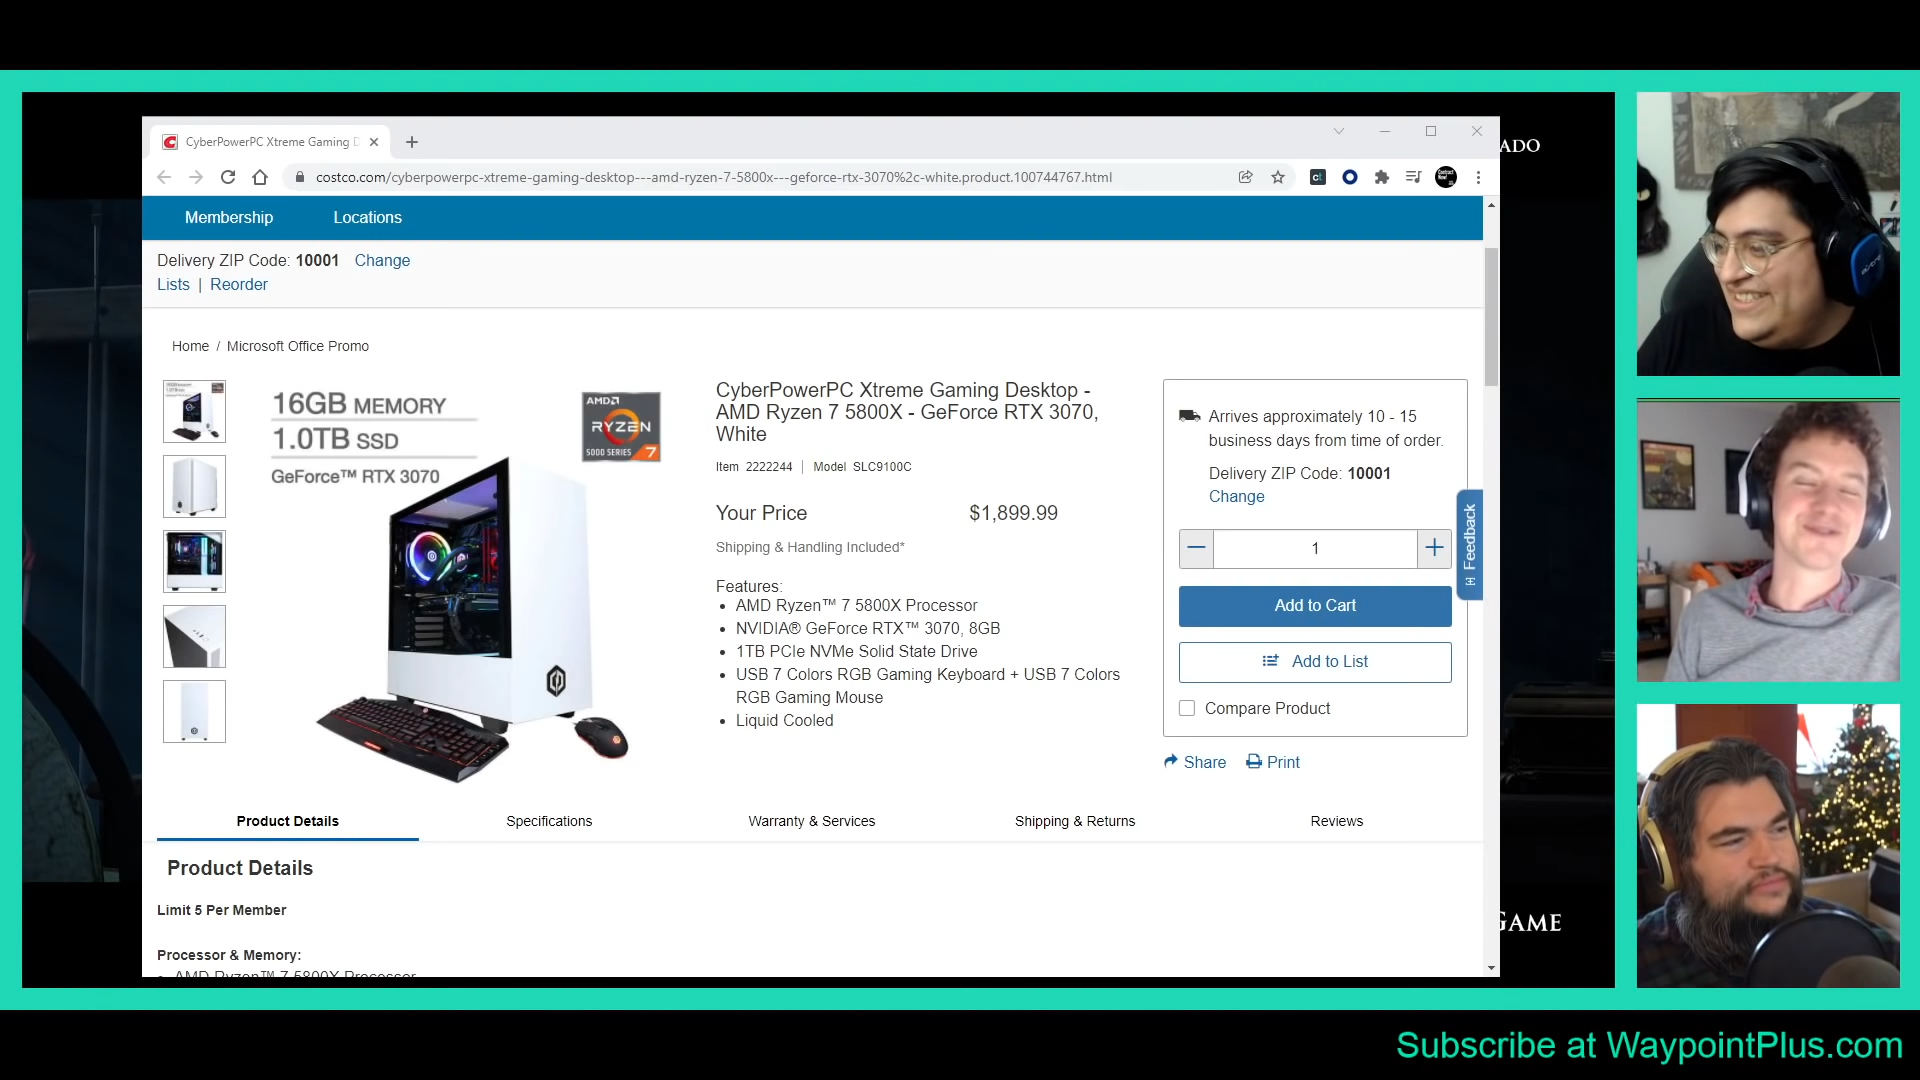 CyberPowerPC Xtreme Gaming D
costco.com/cyberpowerpc-xtreme-gaming-desktop---amd-ryzen-7-5800x---geforce-rtx-3070%2c-white.product.100744767.html
ADO
Membership
Locations
Delivery ZIP Code: 10001 Change
Lists | Reorder
Home / Microsoft Office Promo
16GB MEMORY
1.0TB SSD
GeForce™ RTX 3070
AMD
RYZEN
7
5000 SERIES
CyberPowerPC Xtreme Gaming Desktop -
AMD Ryzen 7 5800X - GeForce RTX 3070,
White
Item 2222244 | Model SLC9100C
Your Price $1,899.99
Shipping & Handling Included*
Features:
• AMD Ryzen™ 7 5800X Processor
• NVIDIA® GeForce RTX™ 3070, 8GB
• 1TB PCIe NVMe Solid State Drive
• USB 7 Colors RGB Gaming Keyboard + USB 7 Colors
RGB Gaming Mouse
• Liquid Cooled
Arrives approximately 10 - 15
business days from time of order.
Delivery ZIP Code: 10001
Change
1
Add to Cart
Add to List
Compare Product
Share Print
Feedback
Product Details
Specifications
Warranty & Services
Shipping & Returns
Reviews
Product Details
Limit 5 Per Member
Processor & Memory:
• AMD Ryzen™ 7 5800X Processor
GAME
Subscribe at WaypointPlus.com